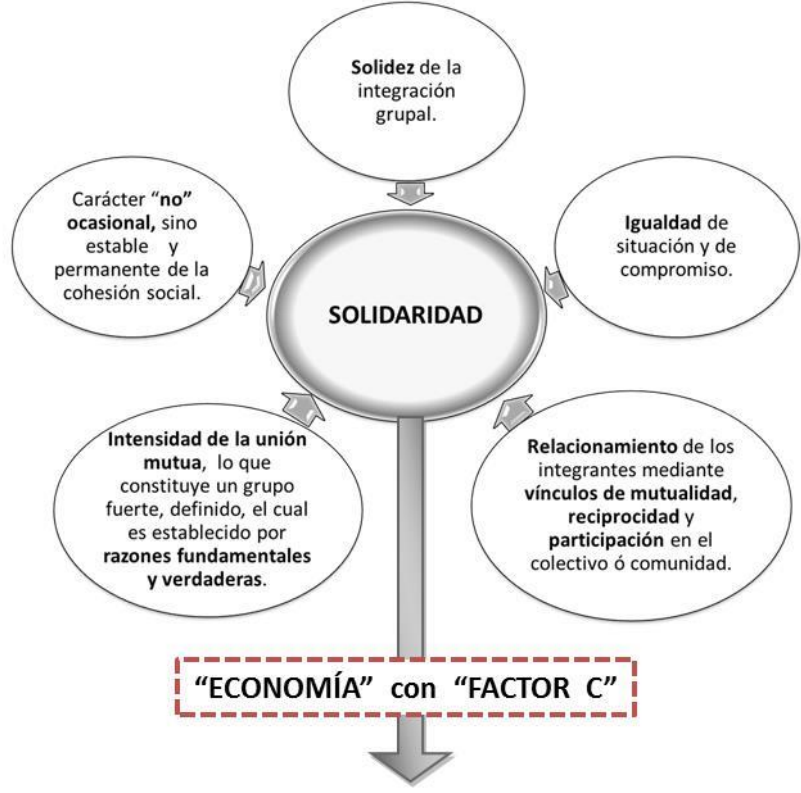 Solidez de la
integración
grupal.
Carácter “no”
ocasional, sino
estable y
permanente de la
cohesión social.
Igualdad de
situación y de
compromiso.
SOLIDARIDAD
Intensidad de la unión
mutua, lo que
constituye un grupo
fuerte, definido, el cual
es establecido por
razones fundamentales
y verdaderas.
Relacionamiento de los
integrantes mediante
vínculos de mutualidad,
reciprocidad y
participación en el
colectivo ó comunidad.
“ECONOMÍA” con “FACTOR C”